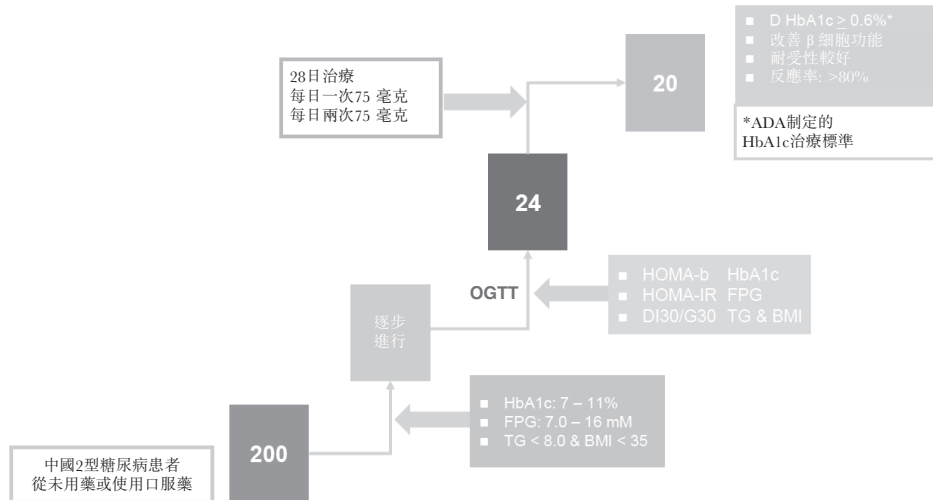 D HbA1c ≥ 0.6%*
改善 β 細胞功能
耐受性較好
反應率: >80%
*ADA制定的
HbA1c治療標準
20
28日治療
每日一次75 毫克
每日兩次75 毫克
24
OGTT
HOMA-b HbA1c
HOMA-IR FPG
DI30/G30 TG & BMI
逐步
進行
HbA1c: 7 – 11%
FPG: 7.0 – 16 mM
TG < 8.0 & BMI < 35
200
中國2型糖尿病患者
從未用藥或使用口服藥